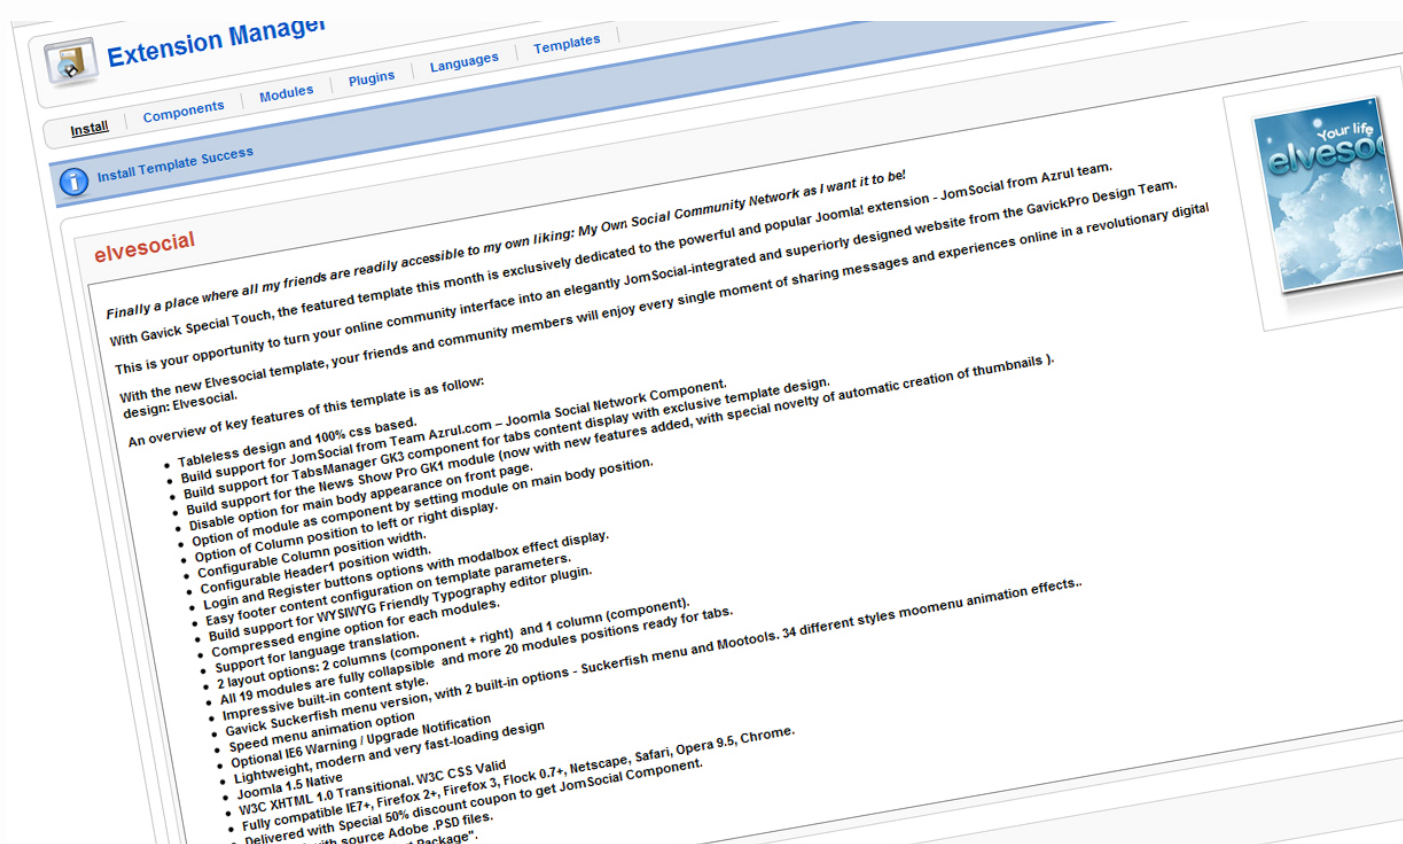 Extension Manager
Install
Components
Modules
Plugins
Languages
Templates
Install Template Success
elvesocial
Your life
elvesoc
Finally a place where all my friends are readily accessible to my own liking: My Own Social Community Network as I want it to be!
With Gavick Special Touch, the featured template this month is exclusively dedicated to the powerful and popular Joomla! extension - JomSocial from Azrul team.
This is your opportunity to turn your online community interface into an elegantly JomSocial-integrated and superiorly designed website from the GavickPro Design Team.
With the new Elvesocial template, your friends and community members will enjoy every single moment of sharing messages and experiences online in a revolutionary digital
design: Elvesocial.
An overview of key features of this template is as follow:
Tableless design and 100% css based.
Build support for JomSocial from Team Azrul.com – Joomla Social Network Component.
Build support for TabsManager GK3 component for tabs content display with exclusive template design.
Build support for the News Show Pro GK1 module (now with new features added, with special novelty of automatic creation of thumbnails ).
Disable option for main body appearance on front page.
Option of module as component by setting module on main body position.
Option of Column position to left or right display.
Configurable Column position width.
Configurable Header1 position width.
Login and Register buttons options with modalbox effect display.
Easy footer content configuration on template parameters.
Build support for WYSIWYG Friendly Typography editor plugin.
Compressed engine option for each modules.
Support for language translation.
2 layout options: 2 columns (component + right) and 1 column (component).
All 19 modules are fully collapsible and more 20 modules positions ready for tabs.
Impressive built-in content style.
Gavick Suckerfish menu version, with 2 built-in options - Suckerfish menu and Mootools. 34 different styles moomenu animation effects..
Speed menu animation option
Optional IE6 Warning / Upgrade Notification
Lightweight, modern and very fast-loading design
Joomla 1.5 Native
W3C XHTML 1.0 Transitional. W3C CSS Valid
Fully compatible IE7+, Firefox 2+, Firefox 3, Flock 0.7+, Netscape, Safari, Opera 9.5, Chrome.
Delivered with Special 50% discount coupon to get JomSocial Component.
with source Adobe .PSD files.
Package".